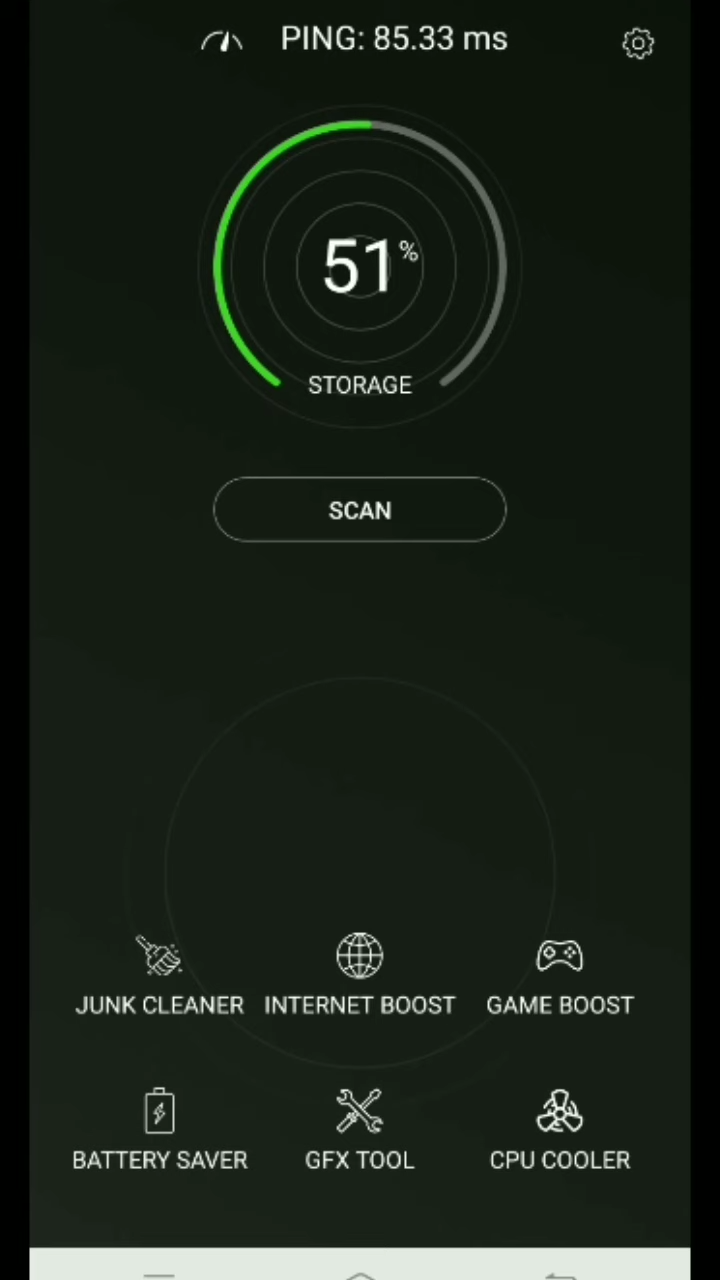 PING: 85.33 ms
51%
STORAGE
SCAN
JUNK CLEANER INTERNET BOOST GAME BOOST
BATTERY SAVER GFX TOOL CPU COOLER